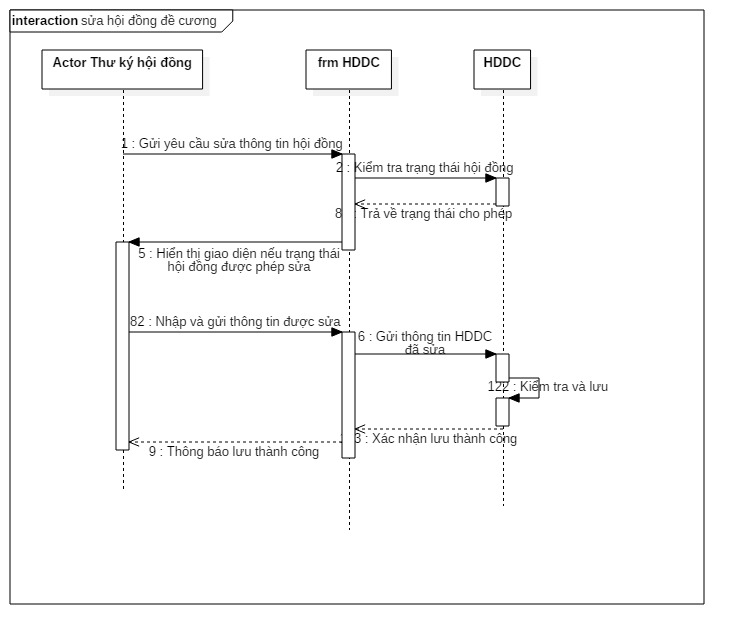 interaction sửa hội đồng đề cương
Actor Thư ký hội đồng
frm HDDC
HDDC
1 : Gửi yêu cầu sửa thông tin hội đồng
2 : Kiểm tra trạng thái hội đồng
8 : Trả về trạng thái cho phép
5 : Hiển thị giao diện nếu trạng thái
hội đồng được phép sửa
82 : Nhập và gửi thông tin được sửa
6 : Gửi thông tin HDDC
đã sửa
122 : Kiểm tra và lưu
3 : Xác nhận lưu thành công
9 : Thông báo lưu thành công